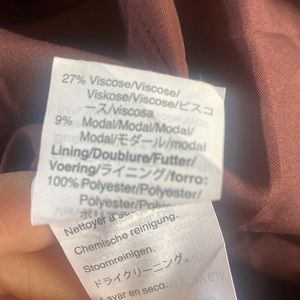 27% Viscose/Viscose/
Viskose/Viscose/ビスコ
ース/viscosa
9% Modal/Modal/Modal/
Modal/モダール/modal
Lining/Doublure/Futter/
Voering/ライニング/forro:
100% Polyester/Polyester/
Polyester/Polyester/
ポリ
Nettoyer à sec.
Chemische reinigung.
Stoomreinigen.
ドライクリーニング。
Lavar en seco.